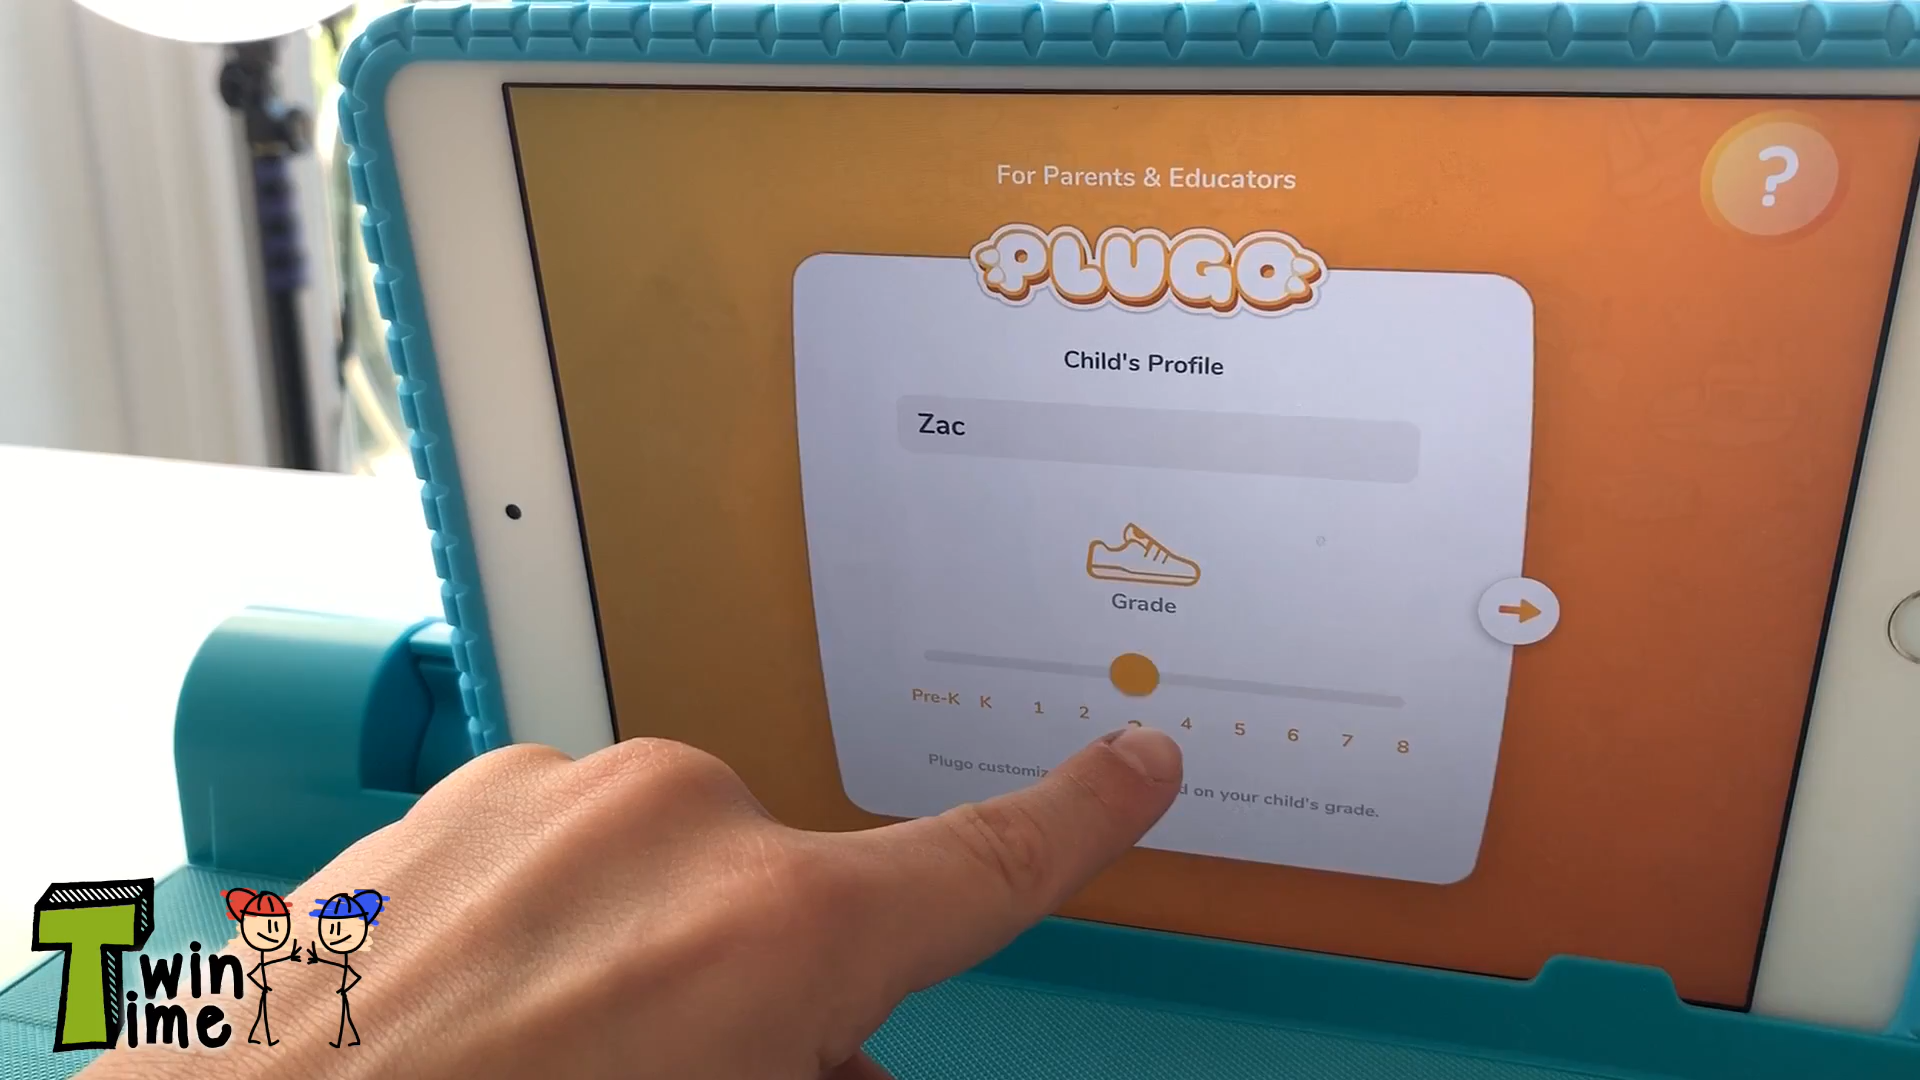 For Parents & Educators
PLUGO
Child's Profile
Zac
Grade
Pre-K K 1 2 4 5 6 7 8
Plugo on your child's grade.
?
Twin
Time